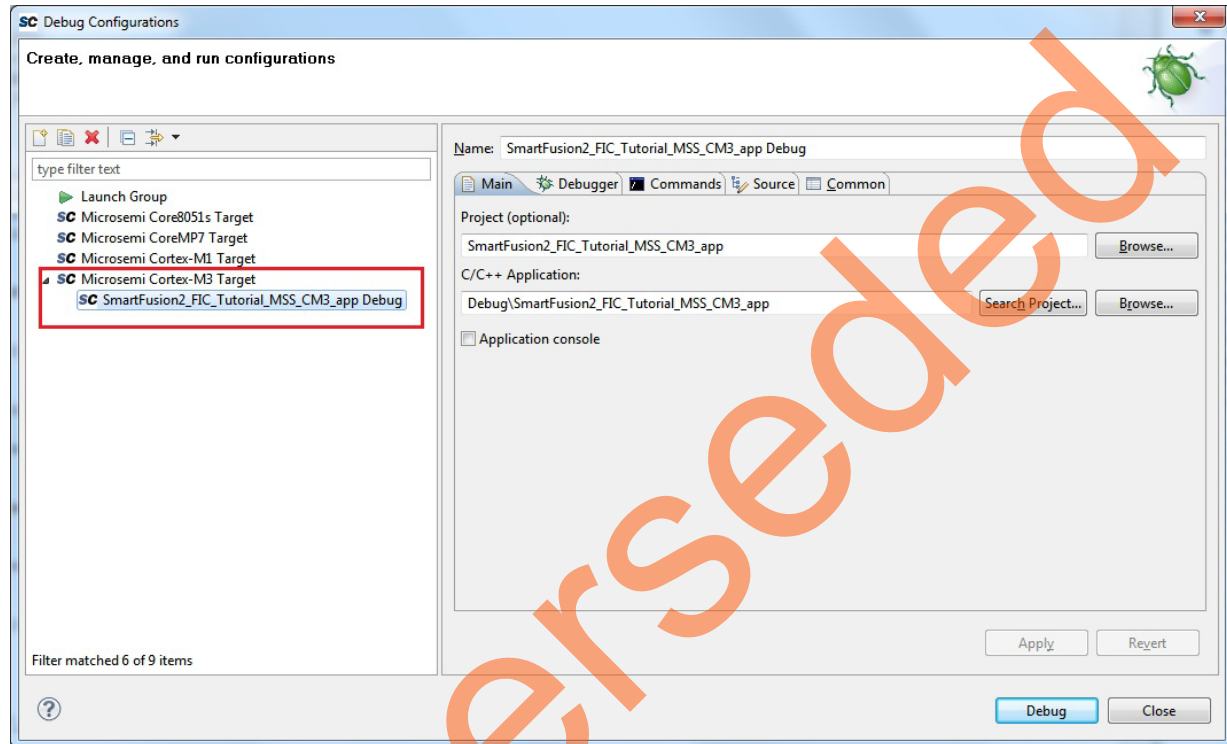 SC Debug Configurations
Create, manage, and run configurations
type filter text
Launch Group
SC Microsemi Core8051s Target
SC Microsemi CoreMP7 Target
SC Microsemi Cortex-M1 Target
SC Microsemi Cortex-M3 Target
SC SmartFusion2_FIC_Tutorial_MSS_CM3_app Debug
Filter matched 6 of 9 items
Name: SmartFusion2_FIC_Tutorial_MSS_CM3_app Debug
Main Debugger Commands Source Common
Project (optional):
SmartFusion2_FIC_Tutorial_MSS_CM3_app Browse...
C/C++ Application:
Debug\SmartFusion2_FIC_Tutorial_MSS_CM3_app Search Project... Browse...
Application console
Apply Revert
? Debug Close
erseded